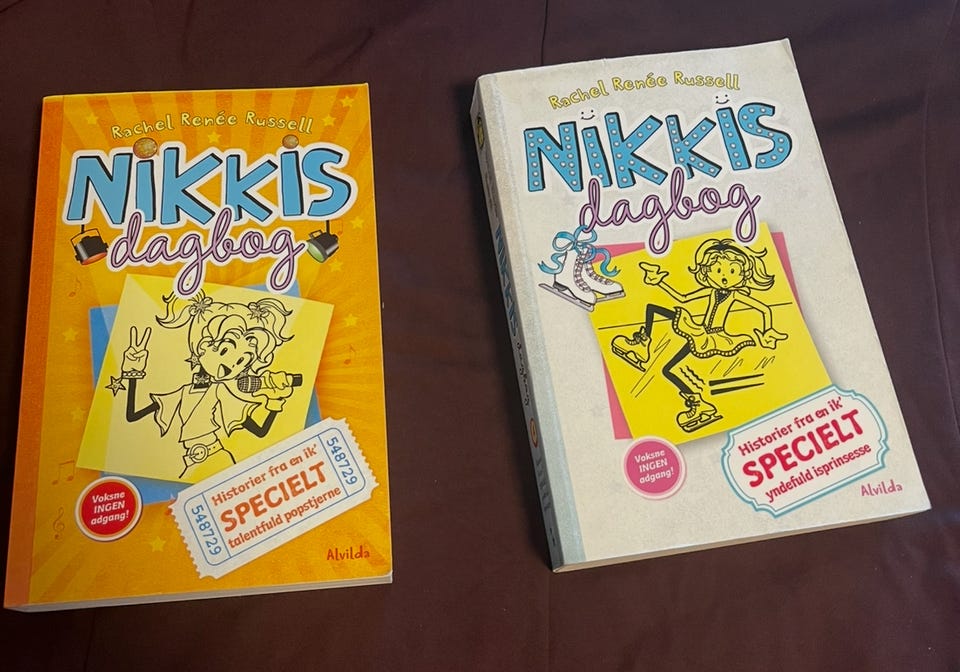 Rachel Renée Russell
NiKKiS
dagbog
548729
Historier fra en ik'
SPECIELT
talentfuld popstjerne
548729
Voksne
INGEN
adgang!
Alvilda
Rachel Renée Russell
NiKKiS
dagbog
Voksne
INGEN
adgang!
Historier fra en ik'
SPECIELT
yndefuld isprinsesse
Alvilda